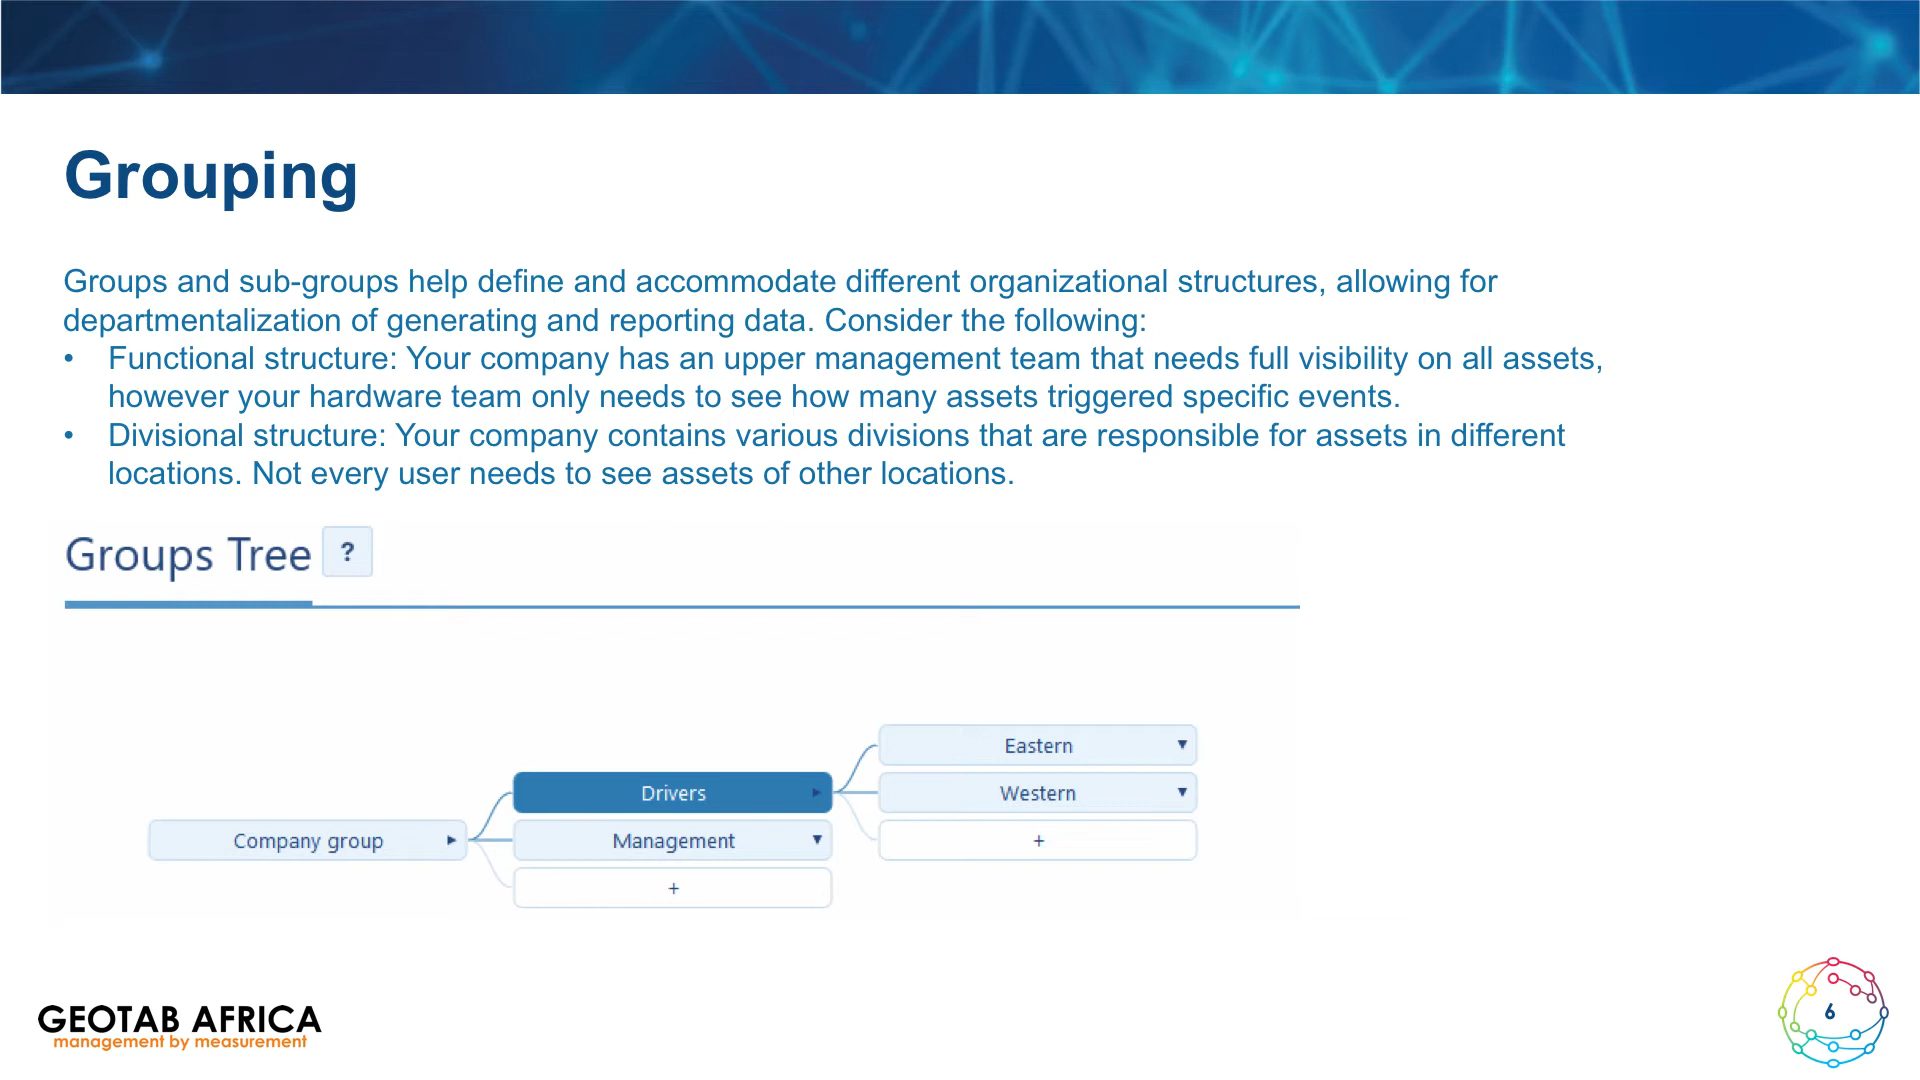 Grouping
Groups and sub-groups help define and accommodate different organizational structures, allowing for
departmentalization of generating and reporting data. Consider the following:
• Functional structure: Your company has an upper management team that needs full visibility on all assets,
however your hardware team only needs to see how many assets triggered specific events.
• Divisional structure: Your company contains various divisions that are responsible for assets in different
locations. Not every user needs to see assets of other locations.
Groups Tree ?
Company group
Drivers
Management
+
Eastern
Western
+
GEOTAB AFRICA
management by measurement
6